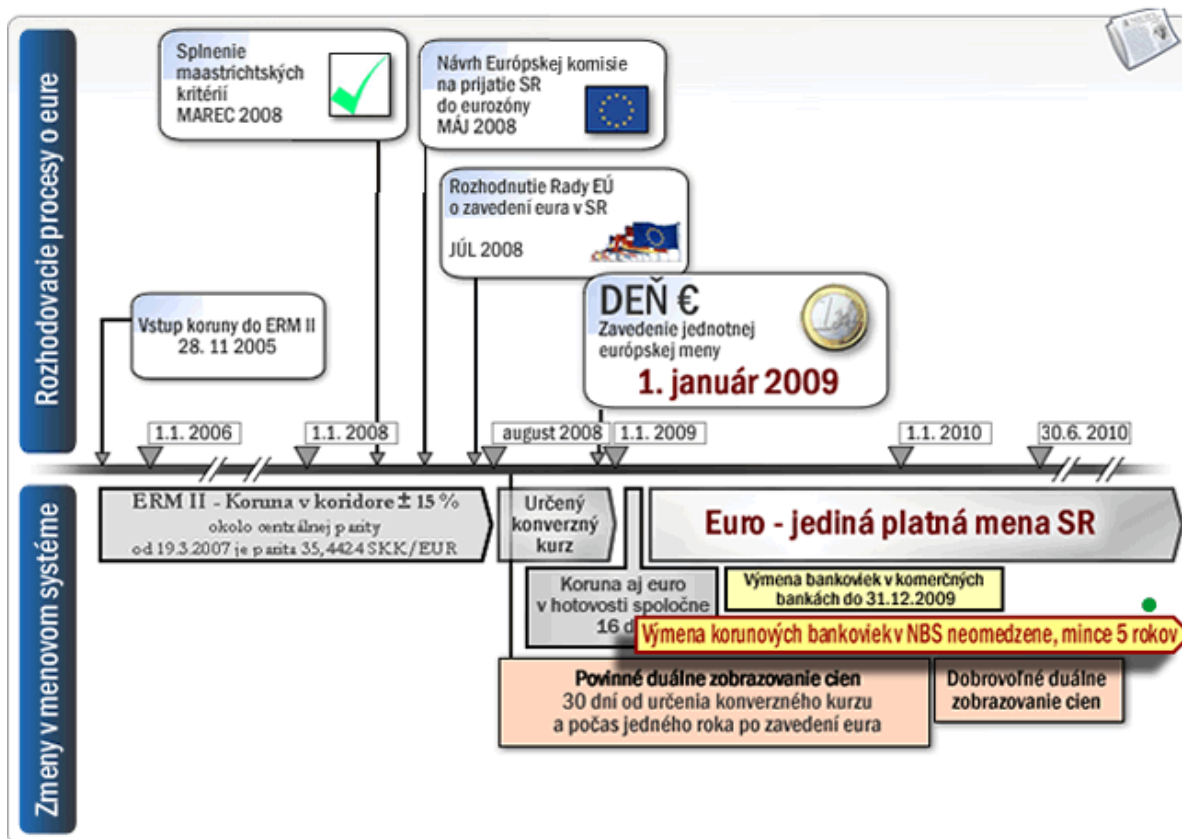 Rozhodovacie procesy o eure
Splnenie
maastrichtských
kritérií
MAREC 2008
Návrh Európskej komisie
na prijatie SR
do eurozóny
MÁJ 2008
Rozhodnutie Rady EÚ
o zavedení eura v SR
JÚL 2008
DEŇ €
Zavedenie jednotnej
európskej meny
1. január 2009
Vstup koruny do ERM II
28. 11 2005
1.1. 2006
1.1. 2008
august 2008
1.1. 2009
1.1. 2010
30.6. 2010
Zmeny v menovom systéme
ERM II - Koruna v koridore ± 15 %
okolo centrálnej parity
od 19.3.2007 je parita 35,4424 SKK/EUR
Určený
konverzný
kurz
Euro - jediná platná mena SR
Koruna aj euro
v hotovosti spoločne
16
Výmena bankoviek v komerčných
bankách do 31.12.2009
Výmena korunových bankoviek v NBS neomedzene, mince 5 rokov
Povinné duálne zobrazovanie cien
30 dní od určenia konverzného kurzu
a počas jedného roka po zavedení eura
Dobrovoľné duálne
zobrazovanie cien